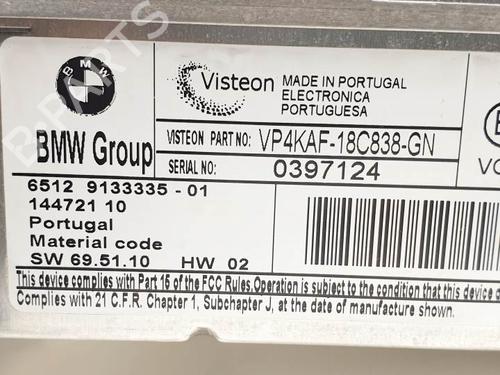 BMW
BMW Group
Visteon
MADE IN PORTUGAL
ELECTRONICA
PORTUGUESA
VISTEON PART NO: VP4KAF-18C838-GN
SERIAL NO: 0397124
6512 9133335 - 01
144721 10
Portugal
Material code
SW 69.51.10 HW 02
This device complies with Part 16 of the FCC Rules.Operation is subject to the condition that this device d
Complies with 21 C.F.R. Chapter 1, Subchapter J, at the date of manufacture shown.